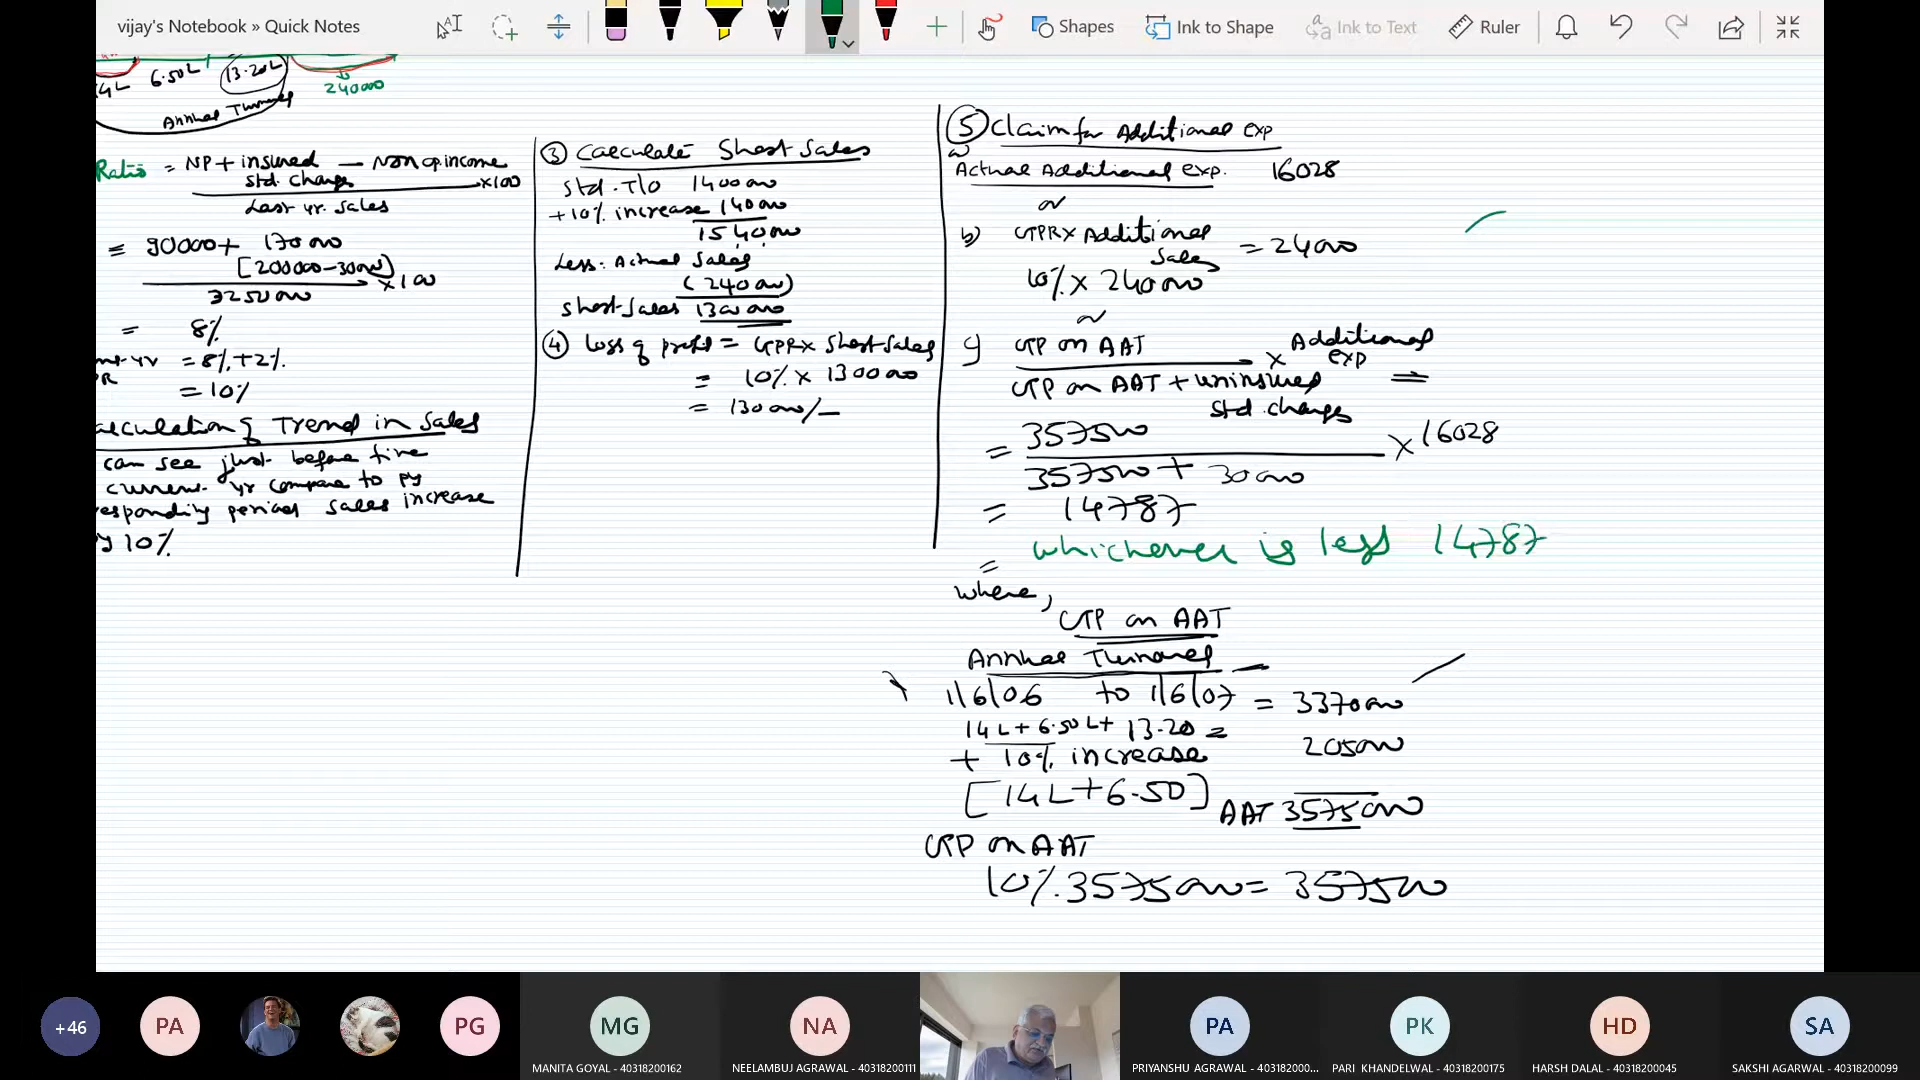 vijay's Notebook » Quick Notes
Shapes
Ink to Shape
Ink to Text
Ruler
4L 6.50L 13.20L 240000
Annual Turnover
Ratio = NP + insured std. charges - Non op. income × 100
Last yr. sales
= 90000 + 170000
[200000-30000] × 100
3250000
= 8%
= 8% + 2%
= 10%
Calculation of Trend in Sales
can see just before fire
current yr compare to py
responding period sales increase
by 10%
③ Calculate Short Sales
Std. T/O 1400000
+ 10% increase 140000
1540000
Less: Actual Sales
(240000)
Short Sales 1300000
④ Loss of profit = GPR × Short Sales
= 10% × 1300000
= 130000/-
⑤ Claim for Additional exp
a)
Actual Additional exp. 16028
or
b) GPR × Additional Sales = 24000
10% × 240000
or
c) GP on AAT × Additional exp
GP on AAT + uninsured std. charges =
= 357500 × 16028
357500 + 30000
= 14787
= whichever is less 14787
where,
GP on AAT
Annual Turnover
1/6/06 to 1/6/07 = 3370000
14L + 6.50L + 13.20 = 205000
+ 10% increase
[14L + 6.50] AAT 3575000
GP on AAT
10% 3575000 = 357500
+46
PA
PG
MG
NA
PA
PK
HD
SA
MANITA GOYAL - 40318200162
NEELAMBUJ AGRAWAL - 40318200111
PRIYANSHU AGRAWAL - 403182000...
PARI KHANDELWAL - 40318200175
HARSH DALAL - 40318200045
SAKSHI AGARWAL - 40318200099